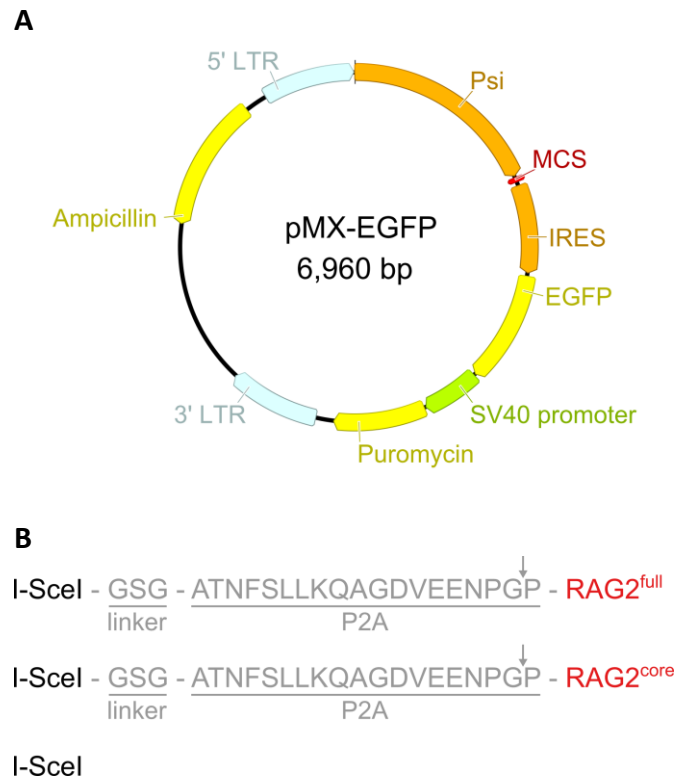 A
5' LTR
Psi
MCS
Ampicillin
pMX-EGFP
6,960 bp
IRES
EGFP
3' LTR
SV40 promoter
Puromycin
B
I-SceI - GSG - ATNFSLLKQAGDVEENPGP - RAG2full
linker P2A
I-SceI - GSG - ATNFSLLKQAGDVEENPGP - RAG2core
linker P2A
I-SceI